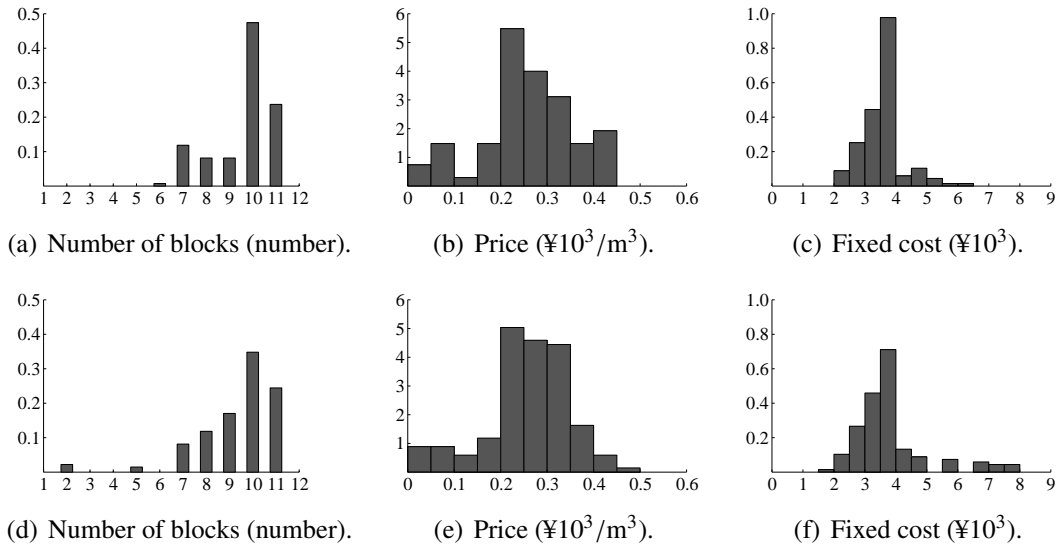 0.5 0.4 0.3 0.2 0.1
1 2 3 4 5 6 7 8 9 10 11 12
(a) Number of blocks (number).
6 5 4 3 2 1
0 0.1 0.2 0.3 0.4 0.5 0.6
(b) Price (¥10³/m³).
1.0 0.8 0.6 0.4 0.2
0 1 2 3 4 5 6 7 8 9
(c) Fixed cost (¥10³).
0.5 0.4 0.3 0.2 0.1
1 2 3 4 5 6 7 8 9 10 11 12
(d) Number of blocks (number).
6 5 4 3 2 1
0 0.1 0.2 0.3 0.4 0.5 0.6
(e) Price (¥10³/m³).
1.0 0.8 0.6 0.4 0.2
0 1 2 3 4 5 6 7 8 9
(f) Fixed cost (¥10³).